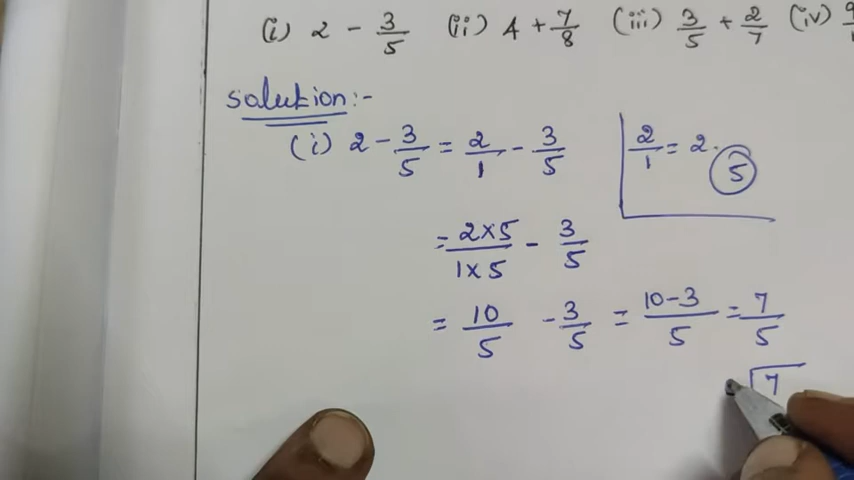 (i) 2 - 3/5 (ii) 4 + 7/8 (iii) 3/5 + 2/7 (iv)
Solution:-
(i) 2 - 3/5 = 2/1 - 3/5
2/1 = 2.
5
= 2×5/1×5 - 3/5
= 10/5 - 3/5 = 10-3/5 = 7/5
7